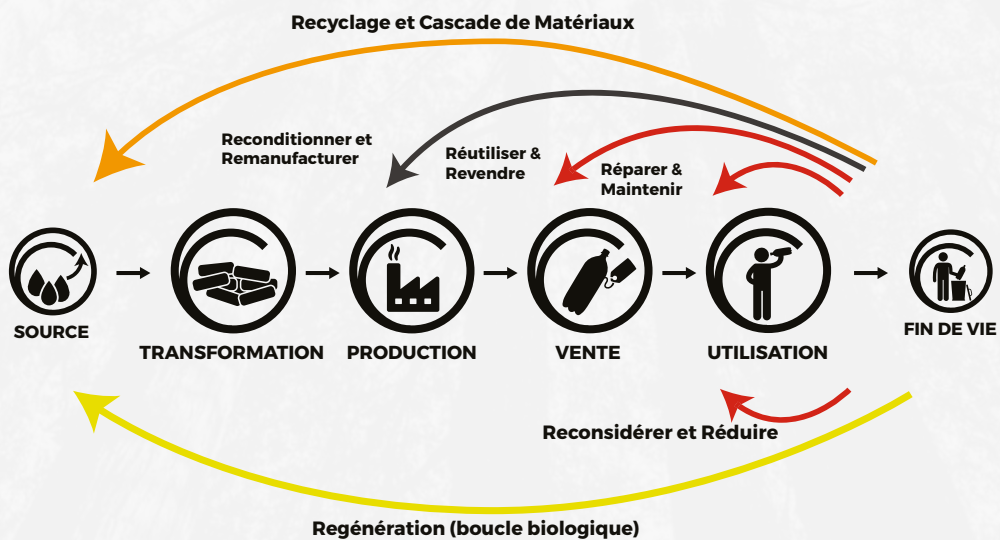 Recyclage et Cascade de Matériaux
Reconditionner et
Remanufacturer
Réutiliser &
Revendre
Réparer &
Maintenir
SOURCE
TRANSFORMATION
PRODUCTION
VENTE
UTILISATION
FIN DE VIE
Reconsidérer et Réduire
Regénération (boucle biologique)